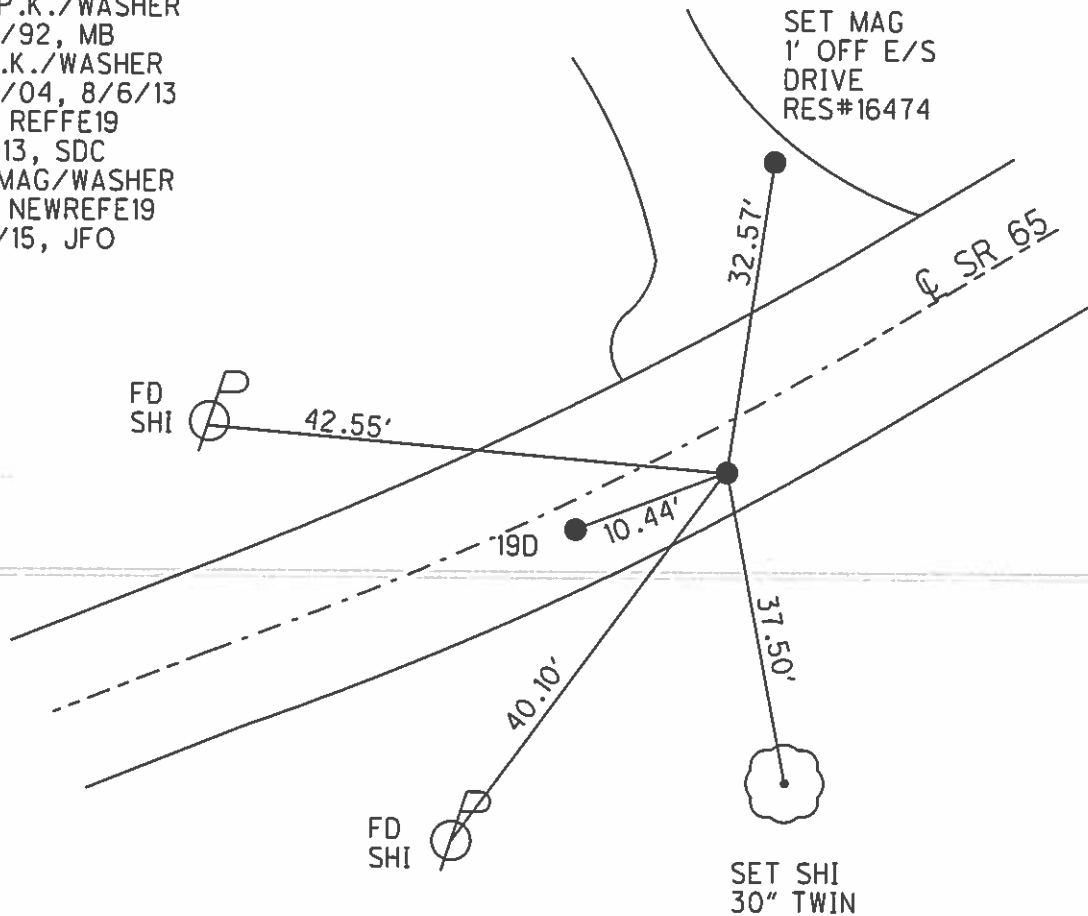 P.K./WASHER
/92, MB
.K./WASHER
/04, 8/6/13
REFFE19
13, SDC
MAG/WASHER
NEWREFE19
/15, JFO
SET MAG
1' OFF E/S
DRIVE
RES#16474
32.57'
℄ SR 65
FD
SHI
42.55'
19D
10.44'
37.50'
40.10'
FD
SHI
SET SHI
30" TWIN